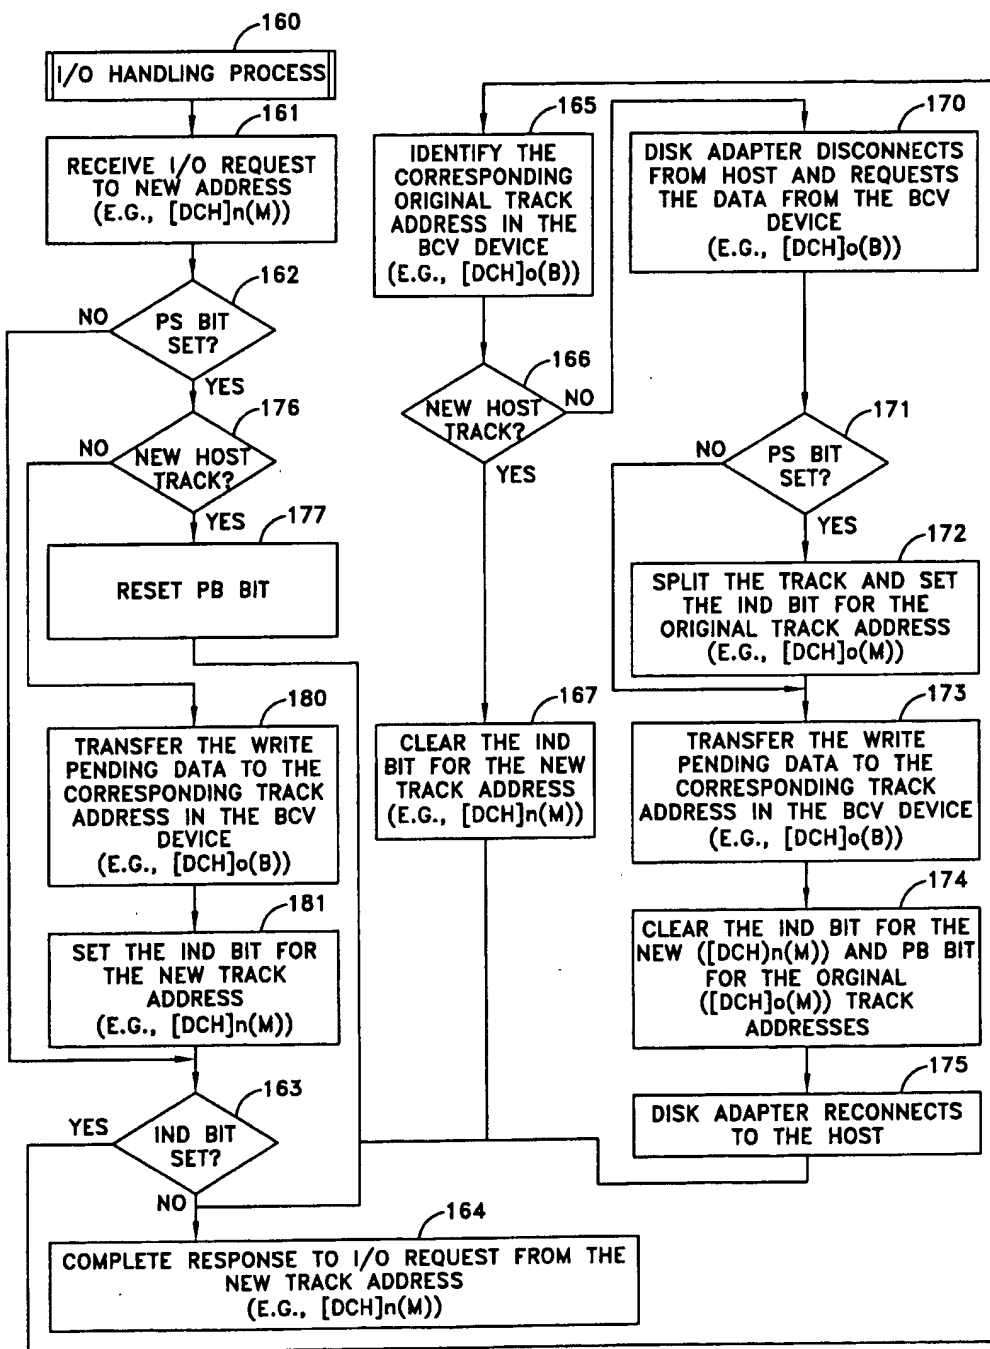 160
I/O HANDLING PROCESS
161
RECEIVE I/O REQUEST
TO NEW ADDRESS
(E.G., [DCH]n(M))
162
NO
PS BIT
SET?
YES
176
NO
NEW HOST
TRACK?
YES
177
RESET PB BIT
180
TRANSFER THE WRITE
PENDING DATA TO THE
CORRESPONDING TRACK
ADDRESS IN THE BCV
DEVICE
(E.G., [DCH]o(B))
181
SET THE IND BIT FOR
THE NEW TRACK
ADDRESS
(E.G., [DCH]n(M))
163
YES
IND BIT
SET?
NO
164
COMPLETE RESPONSE TO I/O REQUEST FROM THE
NEW TRACK ADDRESS
(E.G., [DCH]n(M))
165
IDENTIFY THE
CORRESPONDING
ORIGINAL TRACK
ADDRESS IN THE
BCV DEVICE
(E.G., [DCH]o(B))
166
NO
NEW HOST
TRACK?
YES
167
CLEAR THE IND
BIT FOR THE NEW
TRACK ADDRESS
(E.G., [DCH]n(M))
170
DISK ADAPTER DISCONNECTS
FROM HOST AND REQUESTS
THE DATA FROM THE BCV
DEVICE
(E.G., [DCH]o(B))
171
NO
PS BIT
SET?
YES
172
SPLIT THE TRACK AND SET
THE IND BIT FOR THE
ORIGINAL TRACK ADDRESS
(E.G., [DCH]o(M))
173
TRANSFER THE WRITE
PENDING DATA TO THE
CORRESPONDING TRACK
ADDRESS IN THE BCV DEVICE
(E.G., [DCH]o(B))
174
CLEAR THE IND BIT FOR THE
NEW ([DCH)n(M)) AND PB BIT
FOR THE ORGINAL
([DCH]o(M)) TRACK
ADDRESSES
175
DISK ADAPTER RECONNECTS
TO THE HOST